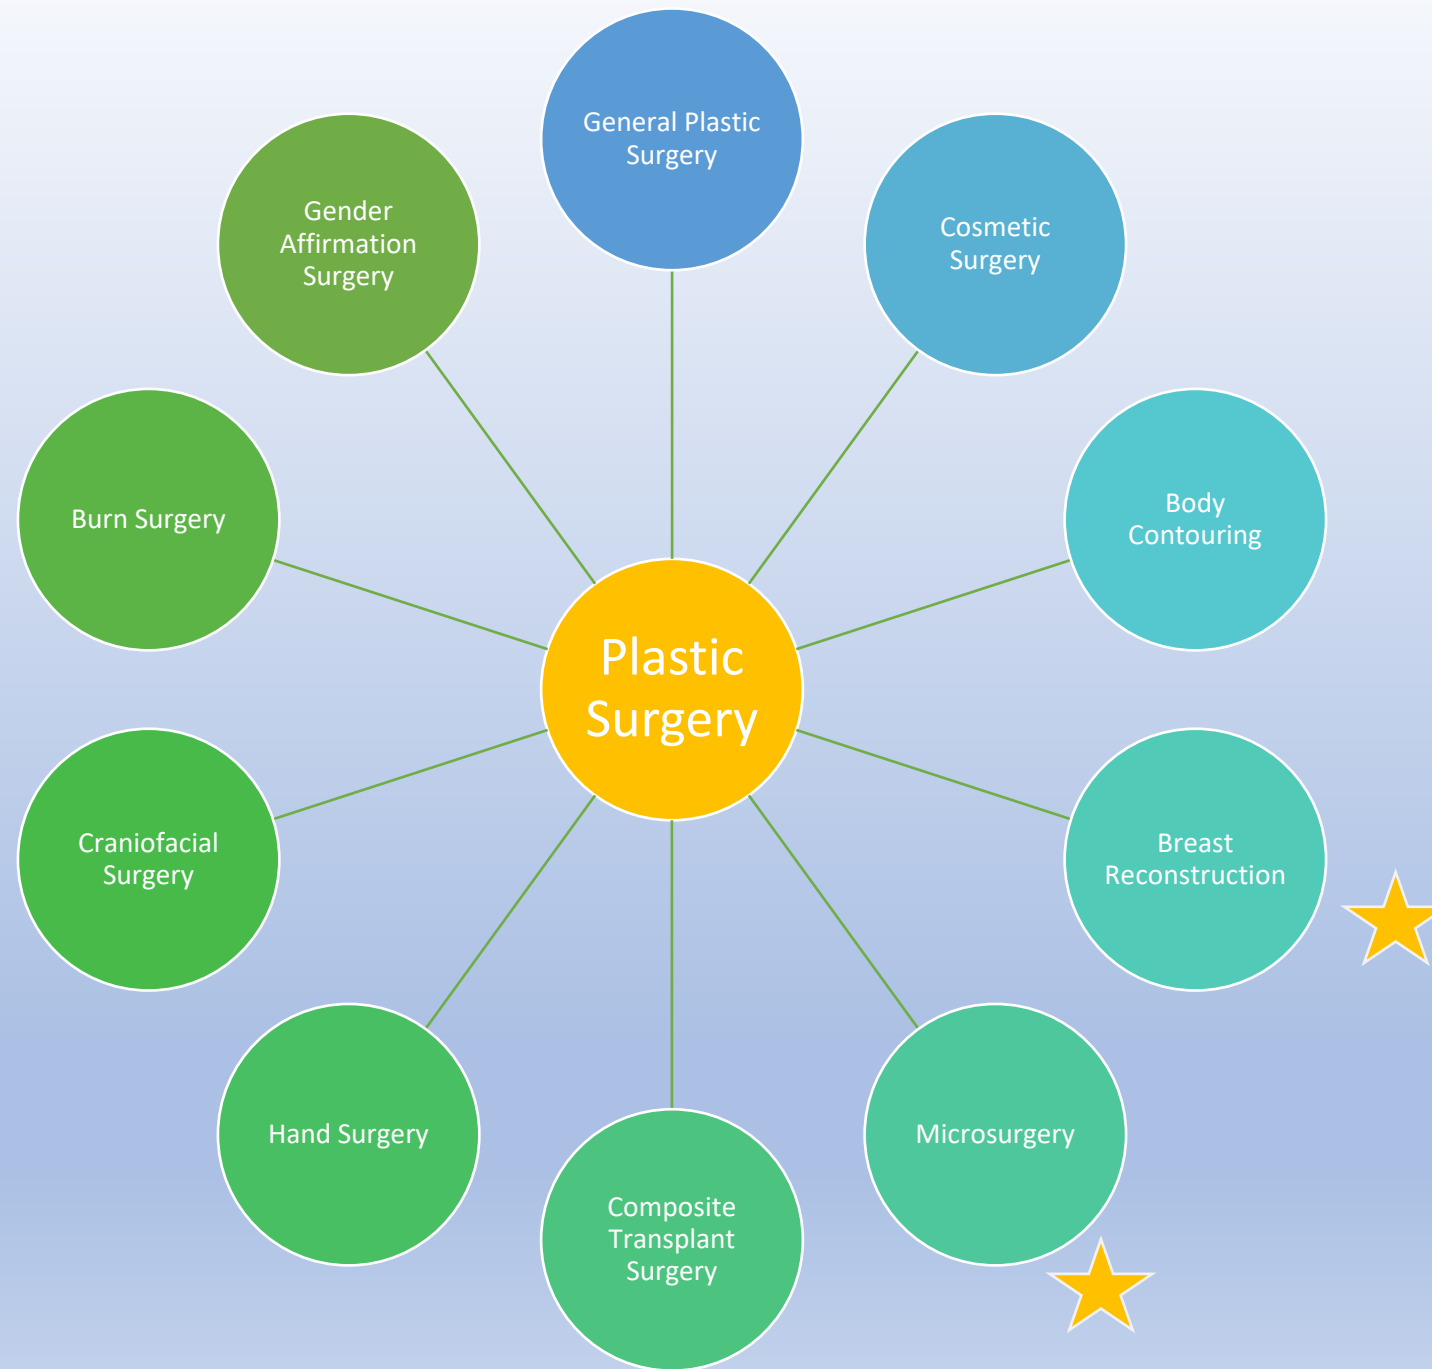 General Plastic
Surgery
Cosmetic
Surgery
Body
Contouring
Breast
Reconstruction
Microsurgery
Composite
Transplant
Surgery
Hand Surgery
Craniofacial
Surgery
Burn Surgery
Gender
Affirmation
Surgery
Plastic
Surgery